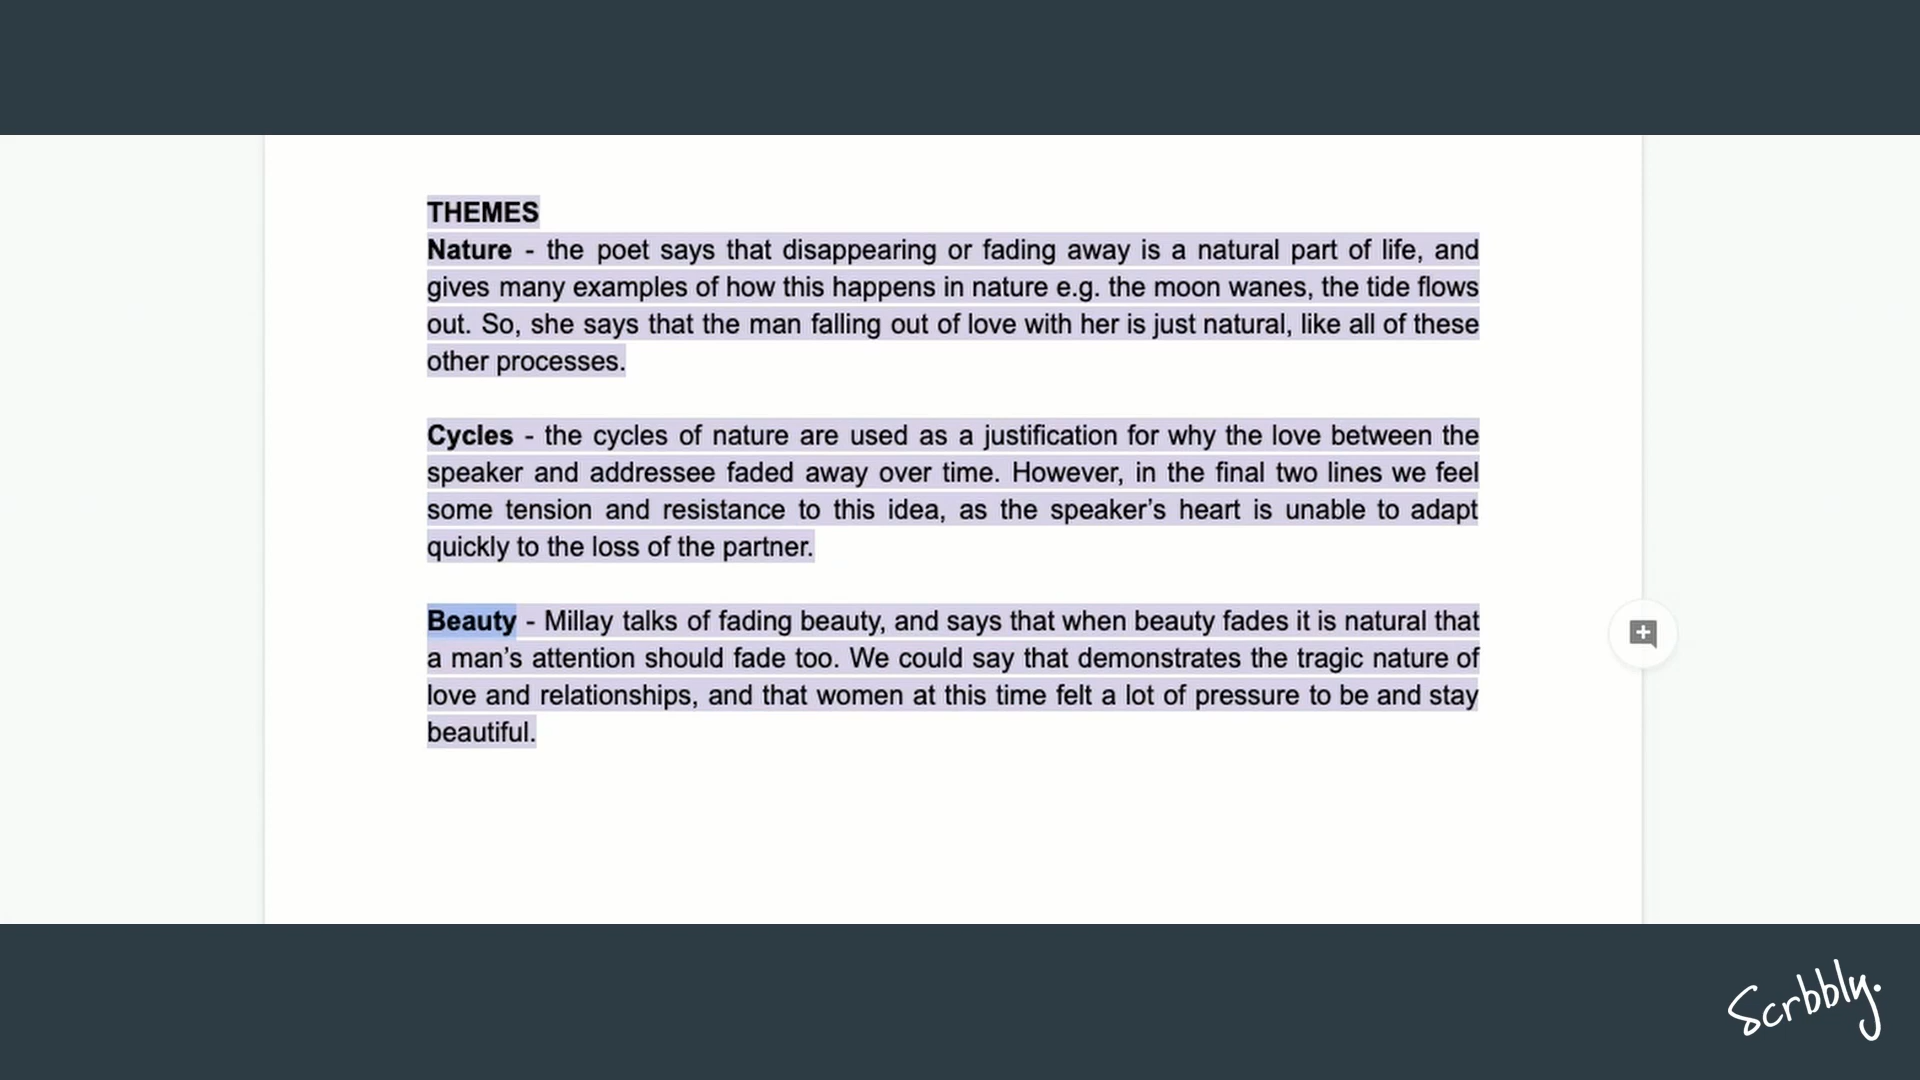 THEMES
Nature - the poet says that disappearing or fading away is a natural part of life, and
gives many examples of how this happens in nature e.g. the moon wanes, the tide flows
out. So, she says that the man falling out of love with her is just natural, like all of these
other processes.
Cycles - the cycles of nature are used as a justification for why the love between the
speaker and addressee faded away over time. However, in the final two lines we feel
some tension and resistance to this idea, as the speaker’s heart is unable to adapt
quickly to the loss of the partner.
Beauty - Millay talks of fading beauty, and says that when beauty fades it is natural that
a man’s attention should fade too. We could say that demonstrates the tragic nature of
love and relationships, and that women at this time felt a lot of pressure to be and stay
beautiful.
Scrbbly.